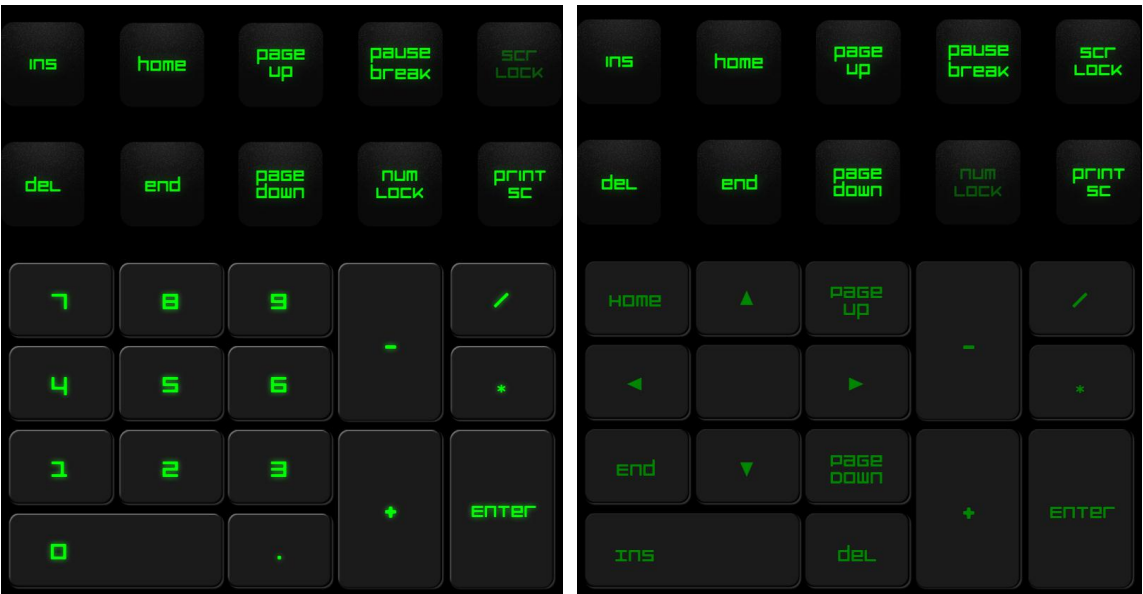 ins home page up pause break scr lock
del end page down num lock print sc
7 8 9 - /
4 5 6 *
1 2 3 + enter
0 .
ins home page up pause break scr lock
del end page down num lock print sc
Home ▲ Page Up - /
◄ ► *
End ▼ Page Down + Enter
Ins del